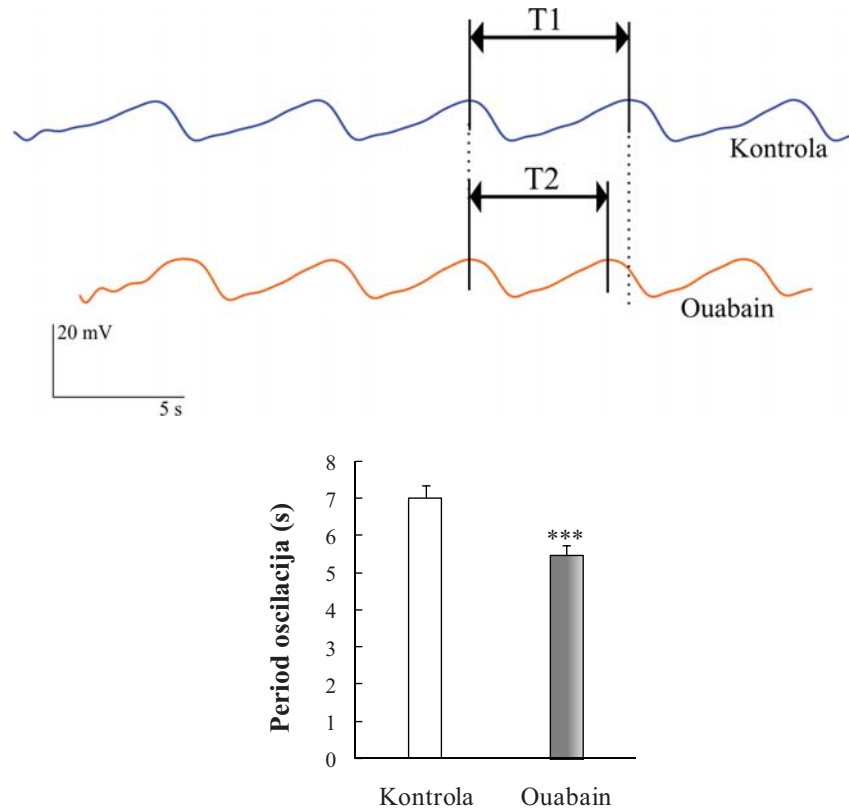 T1
Kontrola
T2
Ouabain
20 mV
5 s
Period oscilacija (s)
8
7
6
5
4
3
2
1
0
***
Kontrola Ouabain